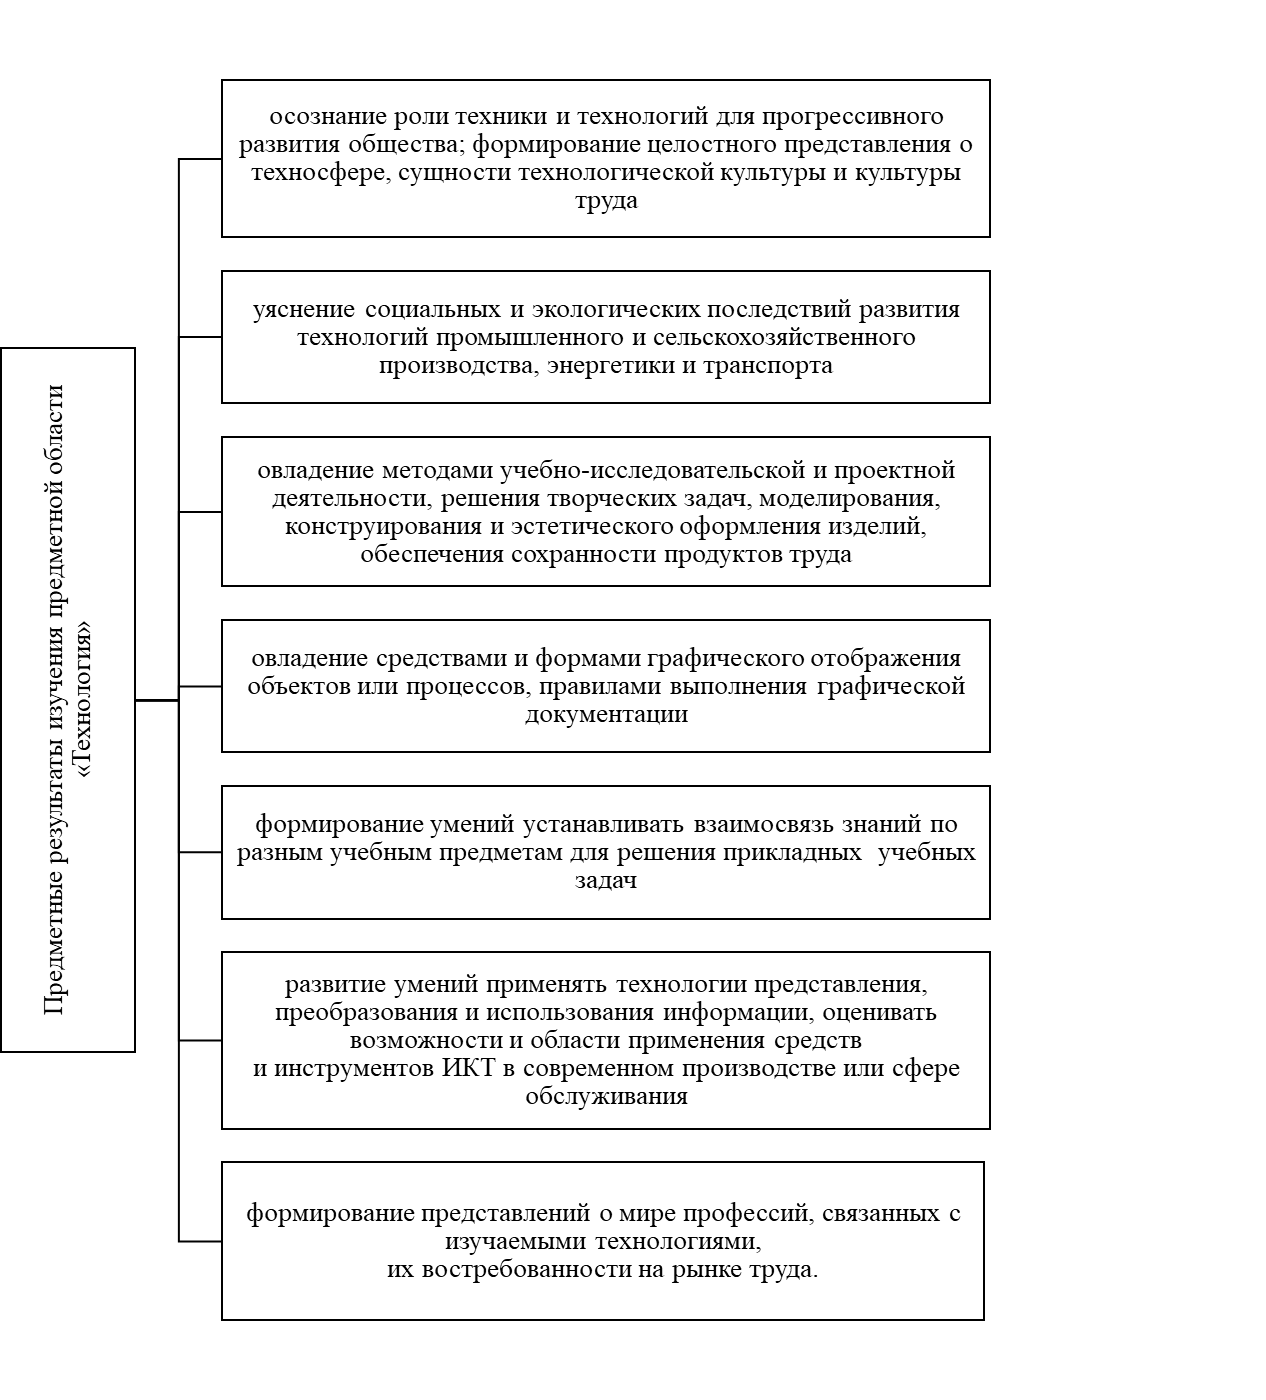 Предметные результаты изучения предметной области
«Технология»
осознание роли техники и технологий для прогрессивного
развития общества; формирование целостного представления о
техносфере, сущности технологической культуры и культуры
труда
уяснение социальных и экологических последствий развития
технологий промышленного и сельскохозяйственного
производства, энергетики и транспорта
овладение методами учебно-исследовательской и проектной
деятельности, решения творческих задач, моделирования,
конструирования и эстетического оформления изделий,
обеспечения сохранности продуктов труда
овладение средствами и формами графического отображения
объектов или процессов, правилами выполнения графической
документации
формирование умений устанавливать взаимосвязь знаний по
разным учебным предметам для решения прикладных учебных
задач
развитие умений применять технологии представления,
преобразования и использования информации, оценивать
возможности и области применения средств
и инструментов ИКТ в современном производстве или сфере
обслуживания
формирование представлений о мире профессий, связанных с
изучаемыми технологиями,
их востребованности на рынке труда.